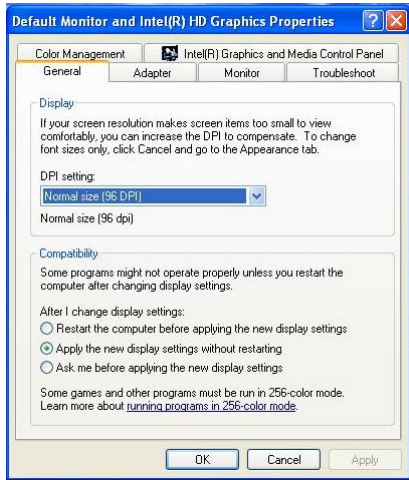 Default Monitor and Intel(R) HD Graphics Properties
Color Management
Intel(R) Graphics and Media Control Panel
General
Adapter
Monitor
Troubleshoot
Display
If your screen resolution makes screen items too small to view
comfortably, you can increase the DPI to compensate. To change
font sizes only, click Cancel and go to the Appearance tab.
DPI setting:
Normal size (96 DPI)
Normal size (96 dpi)
Compatibility
Some programs might not operate properly unless you restart the
computer after changing display settings.
After I change display settings:
Restart the computer before applying the new display settings
Apply the new display settings without restarting
Ask me before applying the new display settings
Some games and other programs must be run in 256-color mode.
Learn more about running programs in 256-color mode.
OK
Cancel
Apply